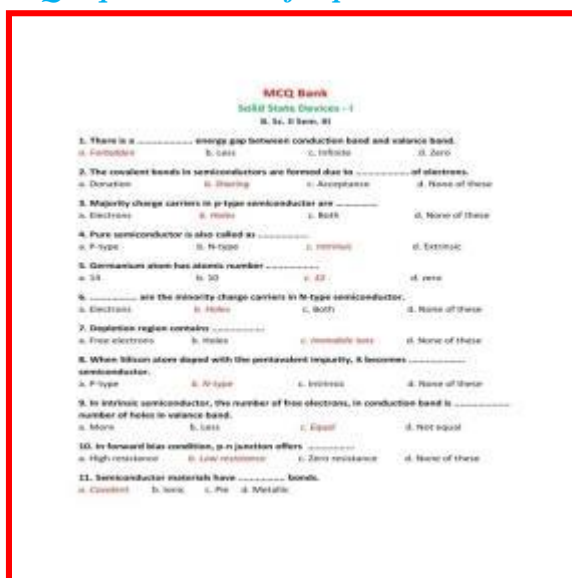 MCQ Bank
Solid State Devices - I
B. Sc. II Sem. III
1. There is a ................... energy gap between conduction band and valance band.
a. Forbidden b. Less c. Infinite d. Zero
2. The covalent bonds in semiconductors are formed due to ................... of electrons.
a. Donation b. Sharing c. Acceptance d. None of these
3. Majority charge carriers in p-type semiconductor are ..............
a. Electrons b. Holes c. Both d. None of these
4. Pure semiconductor is also called as ..................
a. P-type b. N-type c. Intrinsic d. Extrinsic
5. Germanium atom has atomic number ..................
a. 14 b. 10 c. 32 d. zero
6. ................ are the minority charge carriers in N-type semiconductor.
a. Electrons b. Holes c. Both d. None of these
7. Depletion region contains .................
a. Free electrons b. Holes c. Immobile ions d. None of these
8. When Silicon atom doped with the pentavalent impurity, it becomes ...................
semiconductor.
a. P-type b. N-type c. Intrinsic d. None of these
9. In intrinsic semiconductor, the number of free electrons, in conduction band is ..................
number of holes in valance band.
a. More b. Less c. Equal d. Not equal
10. In forward bias condition, p-n junction offers ...............
a. High resistance b. Low resistance c. Zero resistance d. None of these
11. Semiconductor materials have ............... bonds.
a. Covalent b. Ionic c. Pie d. Metallic